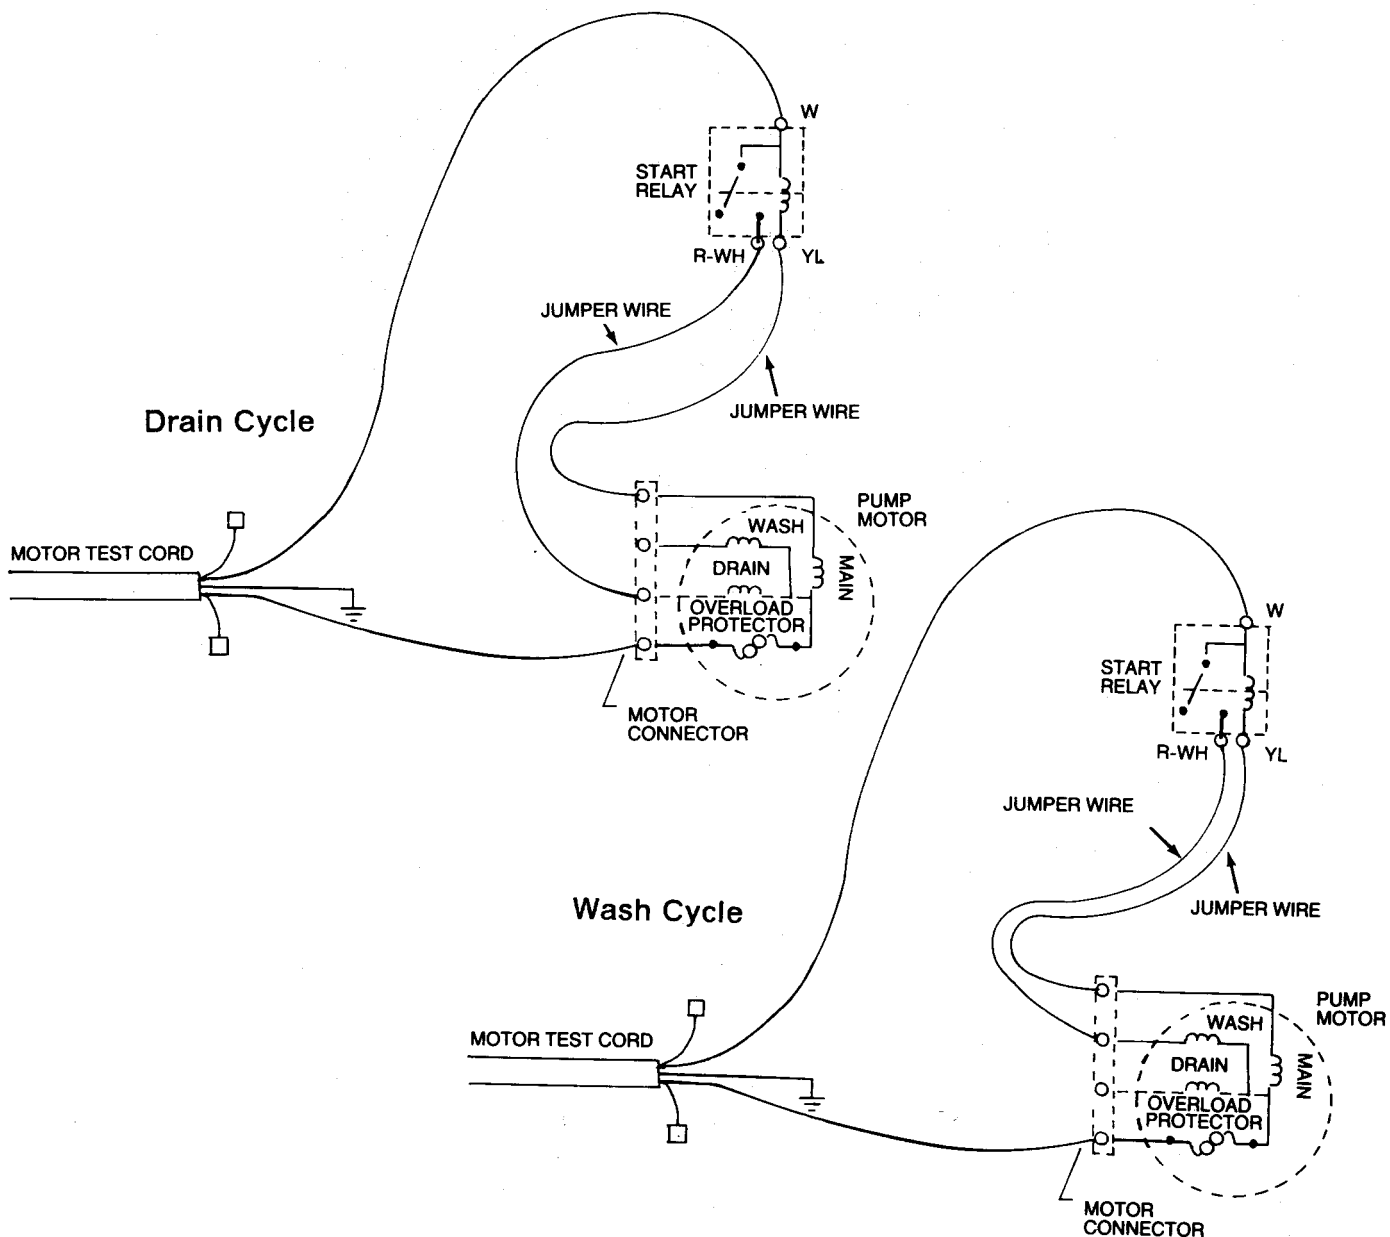 W
START
RELAY
R-WH
YL
JUMPER WIRE
JUMPER WIRE
Drain Cycle
PUMP
MOTOR
WASH
MOTOR TEST CORD
DRAIN
MAIN
OVERLOAD
PROTECTOR
MOTOR
CONNECTOR
W
START
RELAY
R-WH
YL
JUMPER WIRE
JUMPER WIRE
Wash Cycle
PUMP
MOTOR
WASH
MOTOR TEST CORD
DRAIN
MAIN
OVERLOAD
PROTECTOR
MOTOR
CONNECTOR